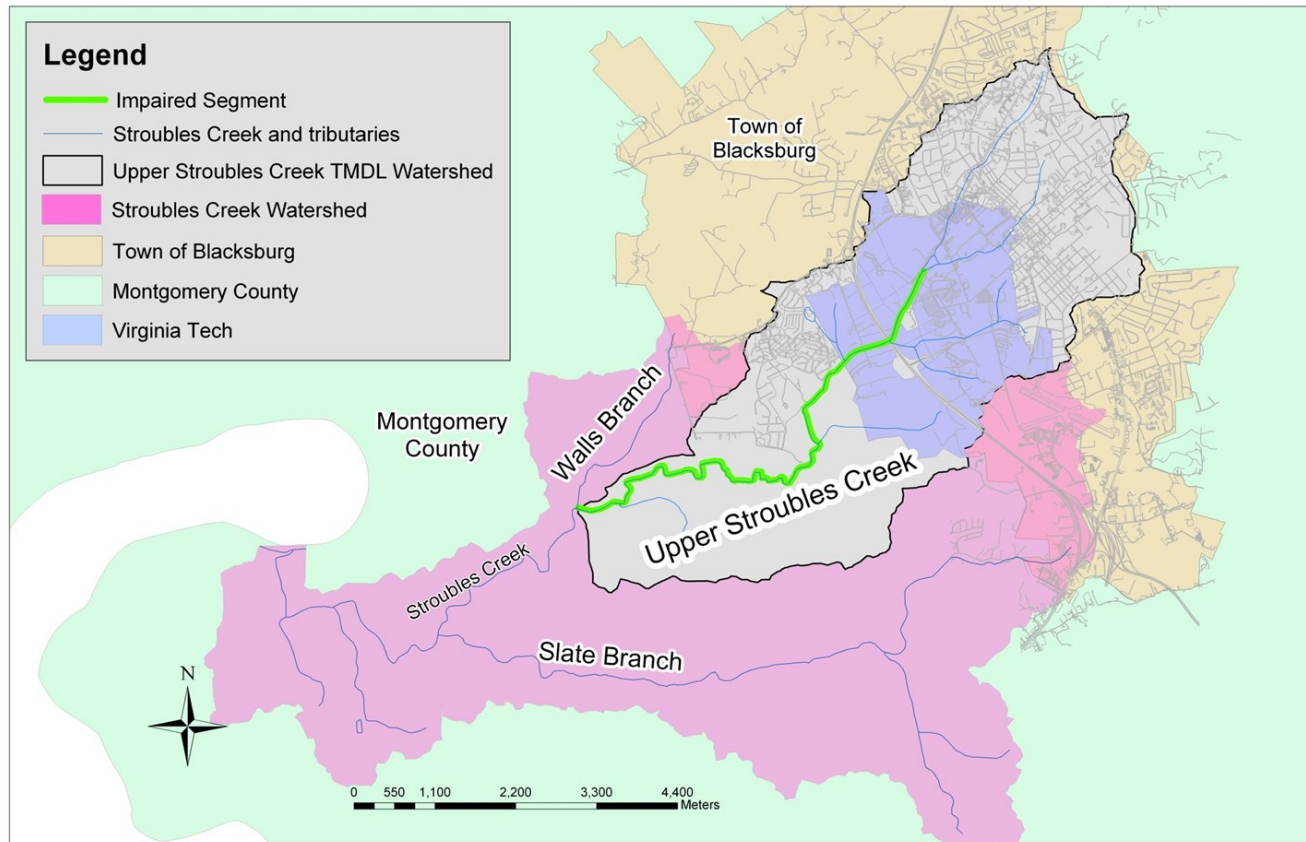 Legend
Impaired Segment
Stroubles Creek and tributaries
Upper Stroubles Creek TMDL Watershed
Stroubles Creek Watershed
Town of Blacksburg
Montgomery County
Virginia Tech
Town of
Blacksburg
Montgomery
County
Walls Branch
Upper Stroubles Creek
Stroubles Creek
Slate Branch
N
0 550 1,100 2,200 3,300 4,400
Meters